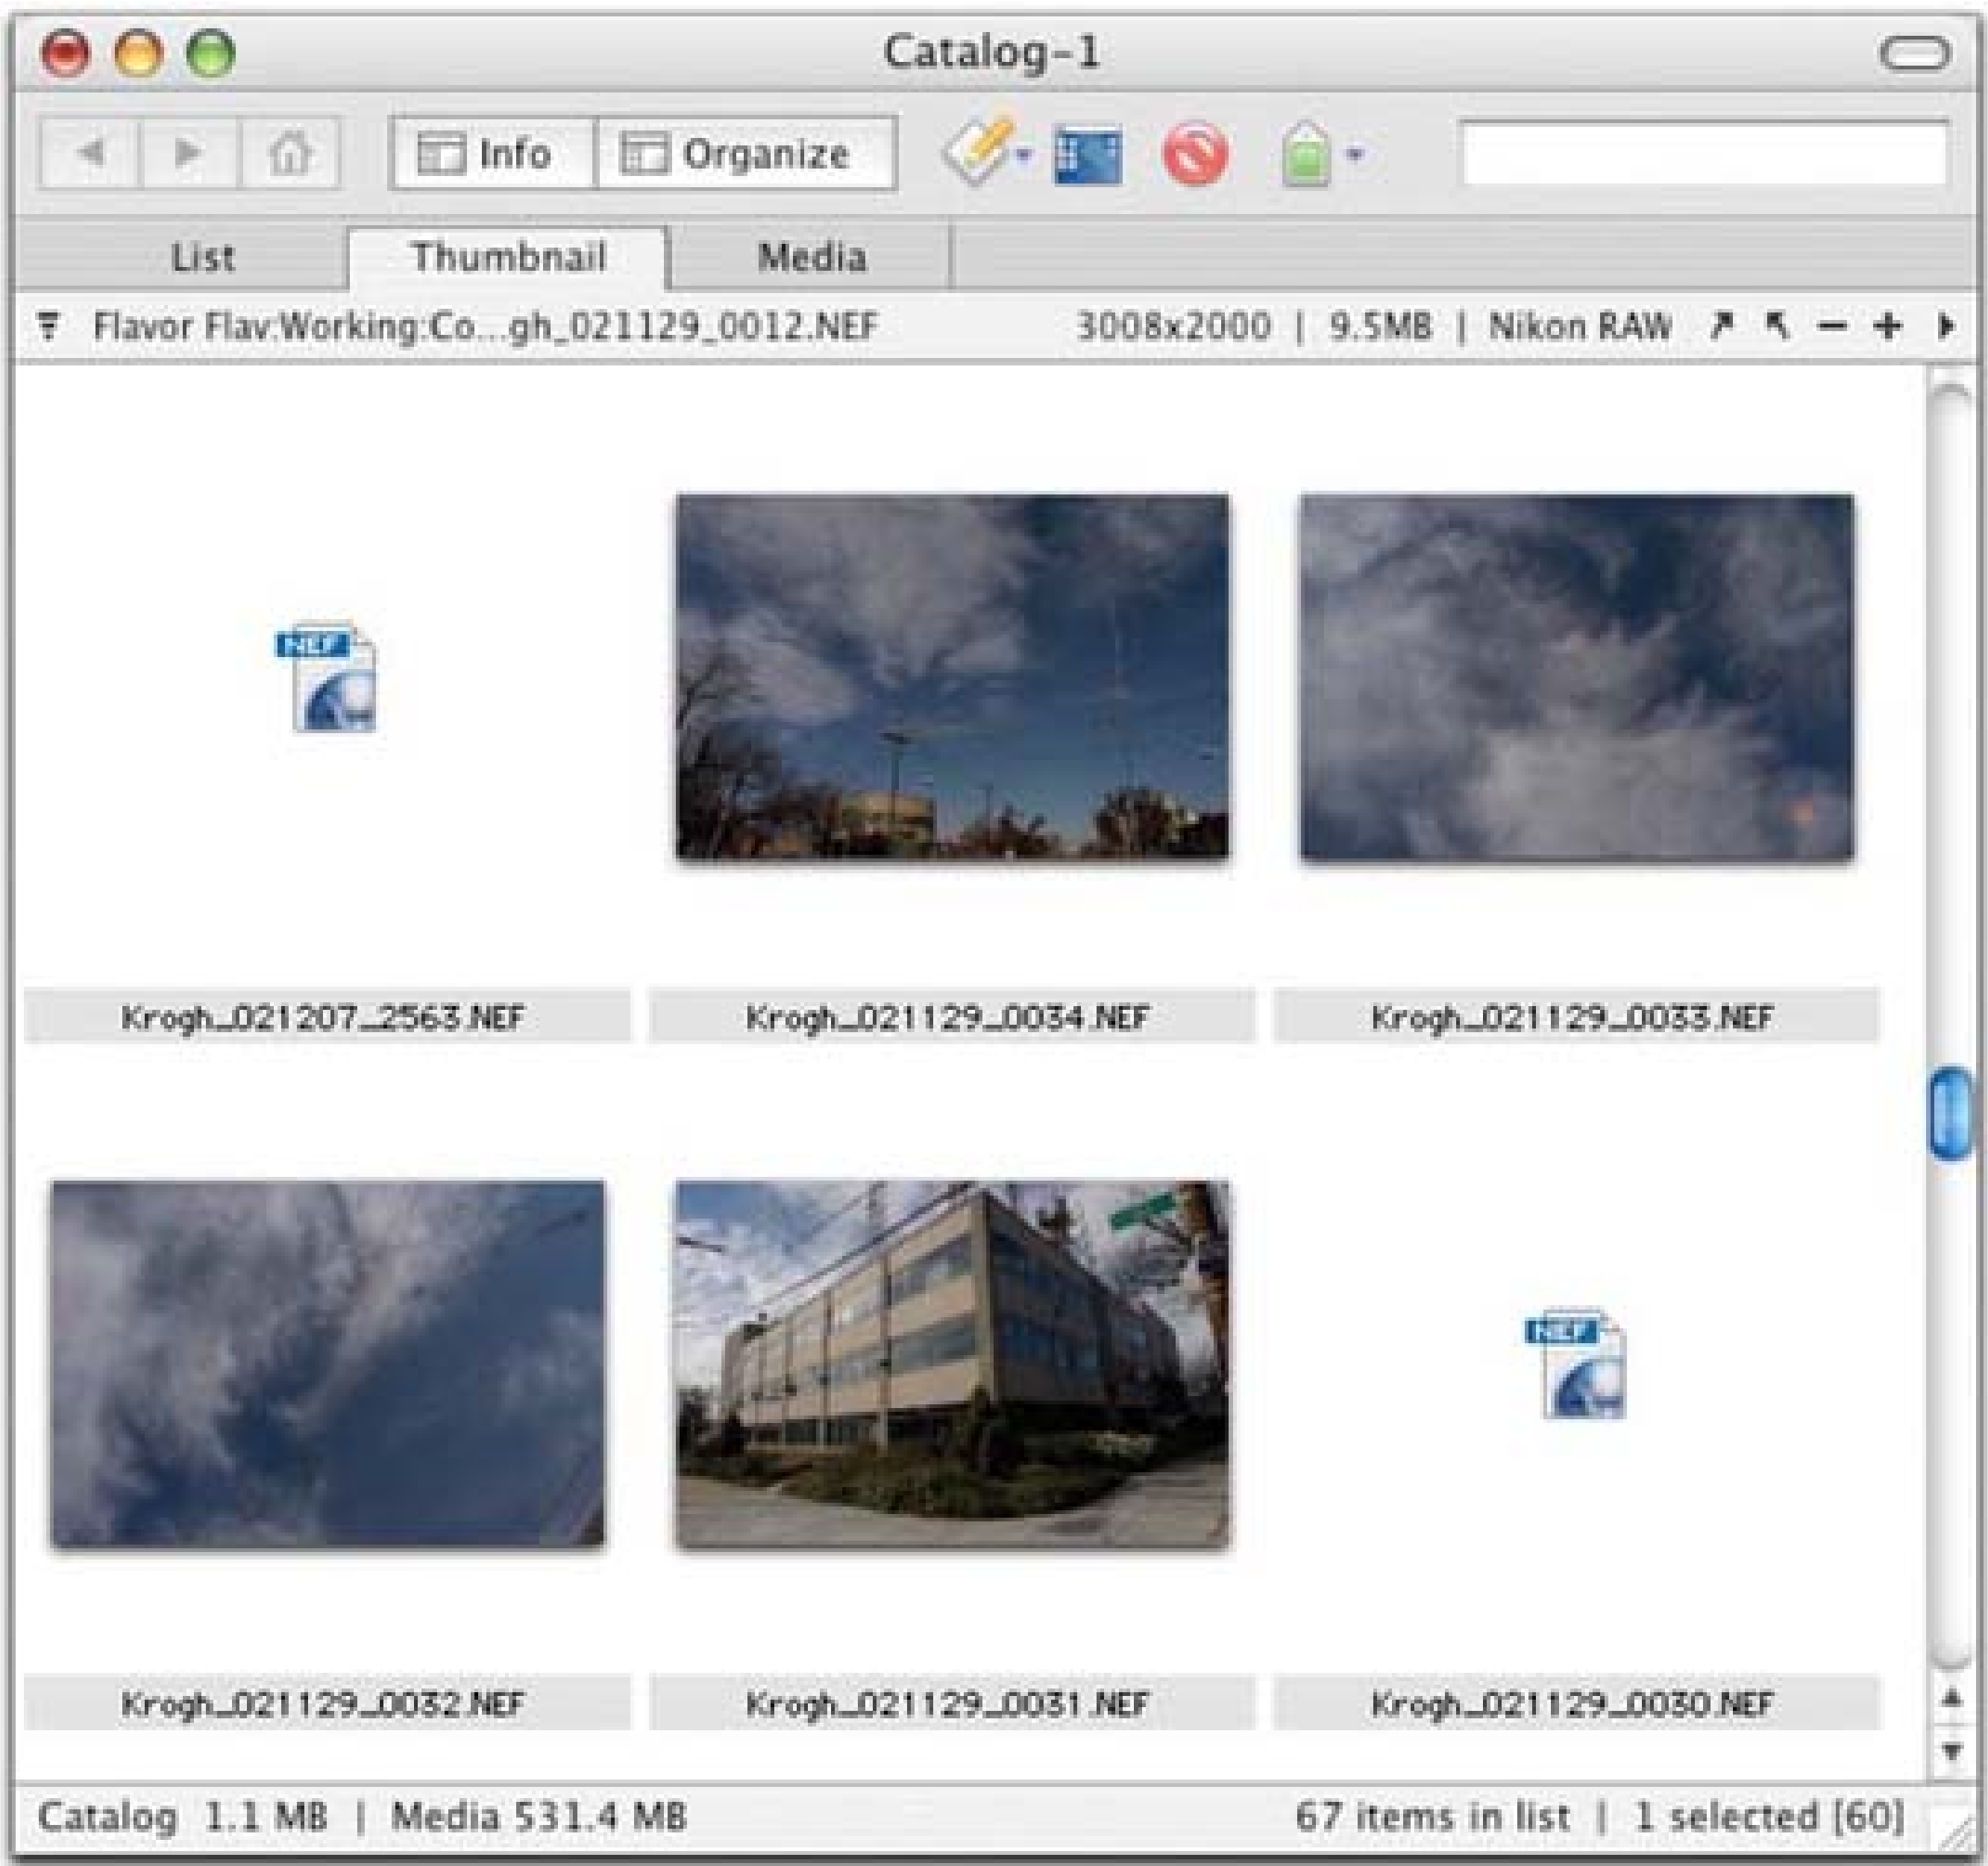 Catalog-1
Info Organize
List Thumbnail Media
Flavor Flav:Working:Co...gh_021129_0012.NEF 3008x2000 | 9.5MB | Nikon RAW
NEF
Krogh_021207_2563.NEF Krogh_021129_0034.NEF Krogh_021129_0033.NEF
NEF
Krogh_021129_0032.NEF Krogh_021129_0031.NEF Krogh_021129_0030.NEF
Catalog 1.1 MB | Media 531.4 MB 67 items in list | 1 selected [60]